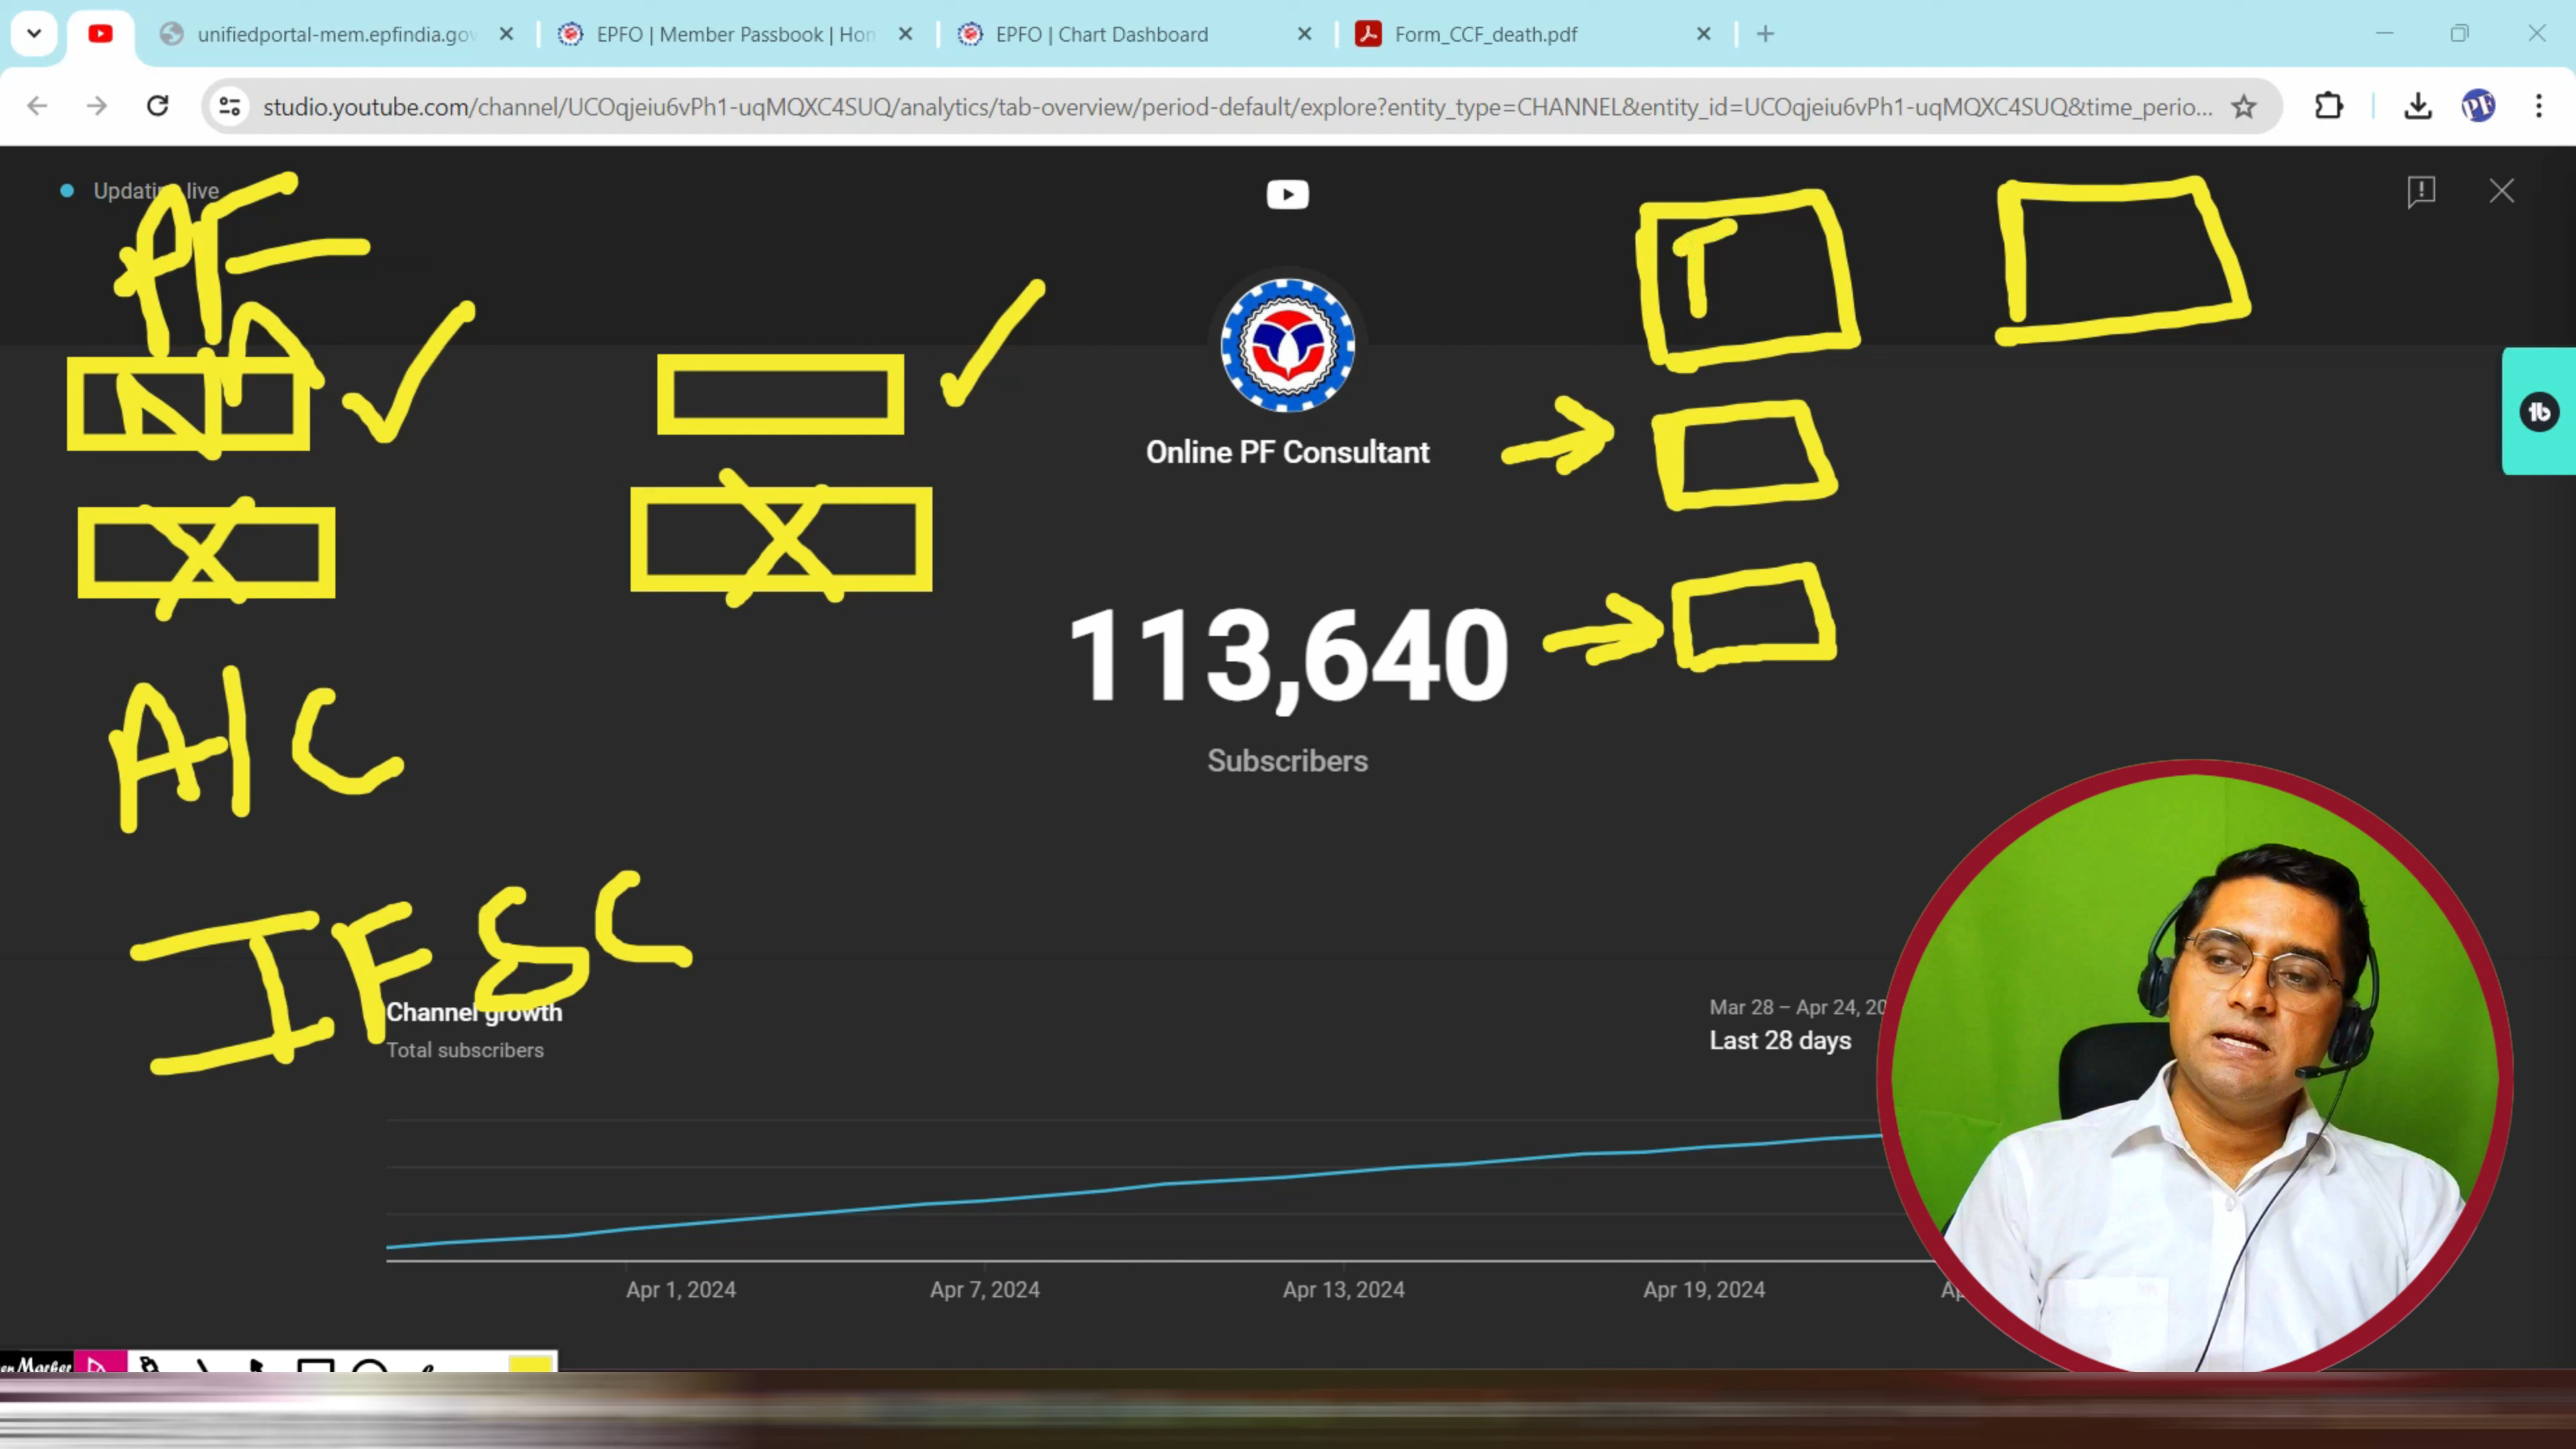 unifiedportal-mem.epfindia.gov
EPFO | Member Passbook | Hon
EPFO | Chart Dashboard
Form_CCF_death.pdf
studio.youtube.com/channel/UCOqjeiu6vPh1-uqMQXC4SUQ/analytics/tab-overview/period-default/explore?entity_type=CHANNEL&entity_id=UCOqjeiu6vPh1-uqMQXC4SUQ&time_perio...
PF
Updating live
PF
T
Online PF Consultant
113,640
Subscribers
A/C
IFSC
Channel growth
Total subscribers
Mar 28 – Apr 24, 20
Last 28 days
Apr 1, 2024
Apr 7, 2024
Apr 13, 2024
Apr 19, 2024